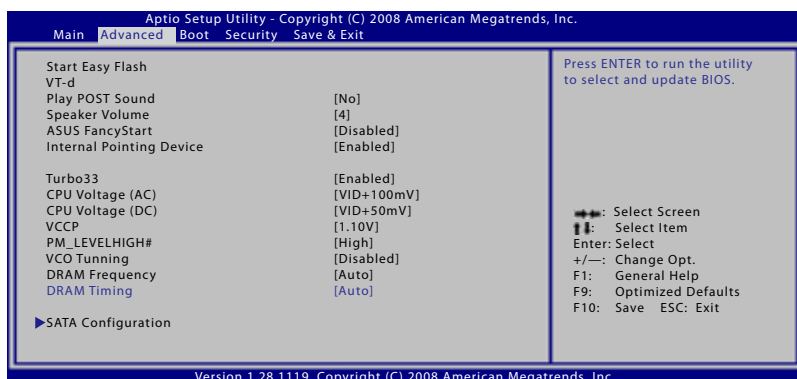 Aptio Setup Utility - Copyright (C) 2008 American Megatrends, Inc.
Main Advanced Boot Security Save & Exit
Start Easy Flash
VT-d
Play POST Sound [No]
Speaker Volume [4]
ASUS FancyStart [Disabled]
Internal Pointing Device [Enabled]
Turbo33 [Enabled]
CPU Voltage (AC) [VID+100mV]
CPU Voltage (DC) [VID+50mV]
VCCP [1.10V]
PM_LEVELHIGH# [High]
VCO Tunning [Disabled]
DRAM Frequency [Auto]
DRAM Timing [Auto]
SATA Configuration
Press ENTER to run the utility
to select and update BIOS.
: Select Screen
: Select Item
Enter: Select
+/—: Change Opt.
F1: General Help
F9: Optimized Defaults
F10: Save ESC: Exit
Version 1.28.1119. Copyright (C) 2008 American Megatrends, Inc.